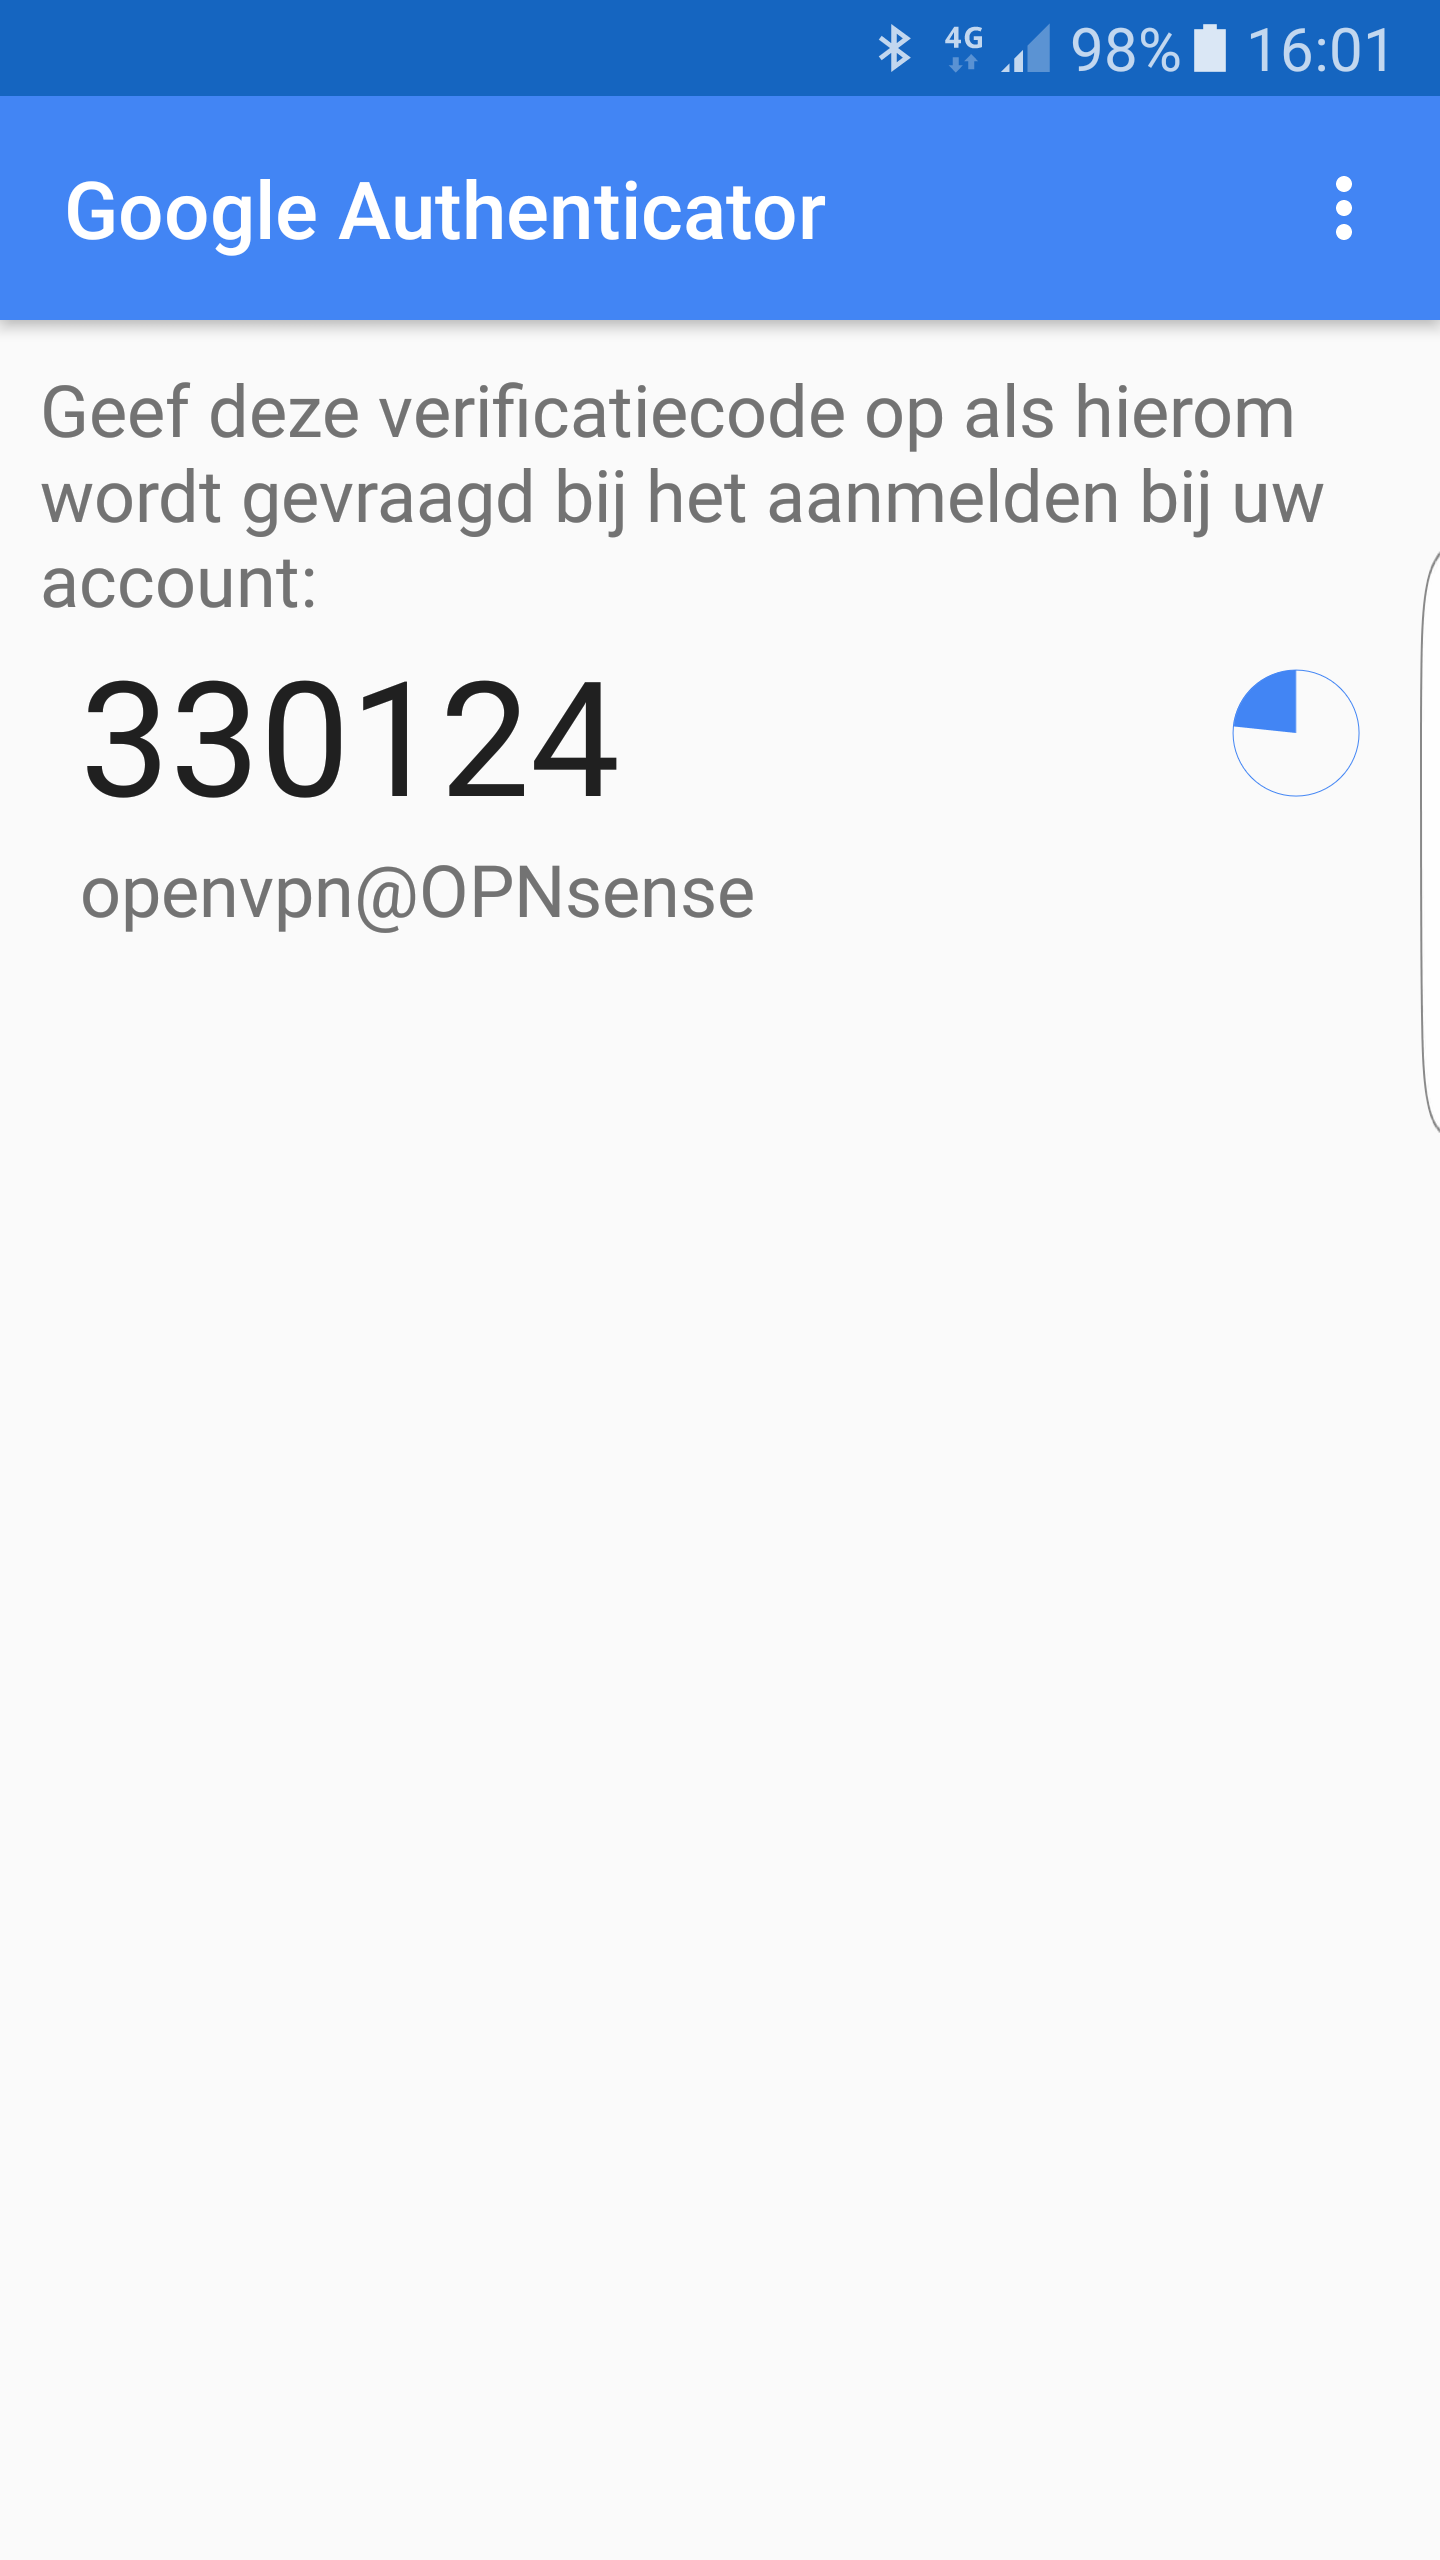 4G 98% 16:01
Google Authenticator
Geef deze verificatiecode op als hierom
wordt gevraagd bij het aanmelden bij uw
account:
330124
openvpn@OPNsense